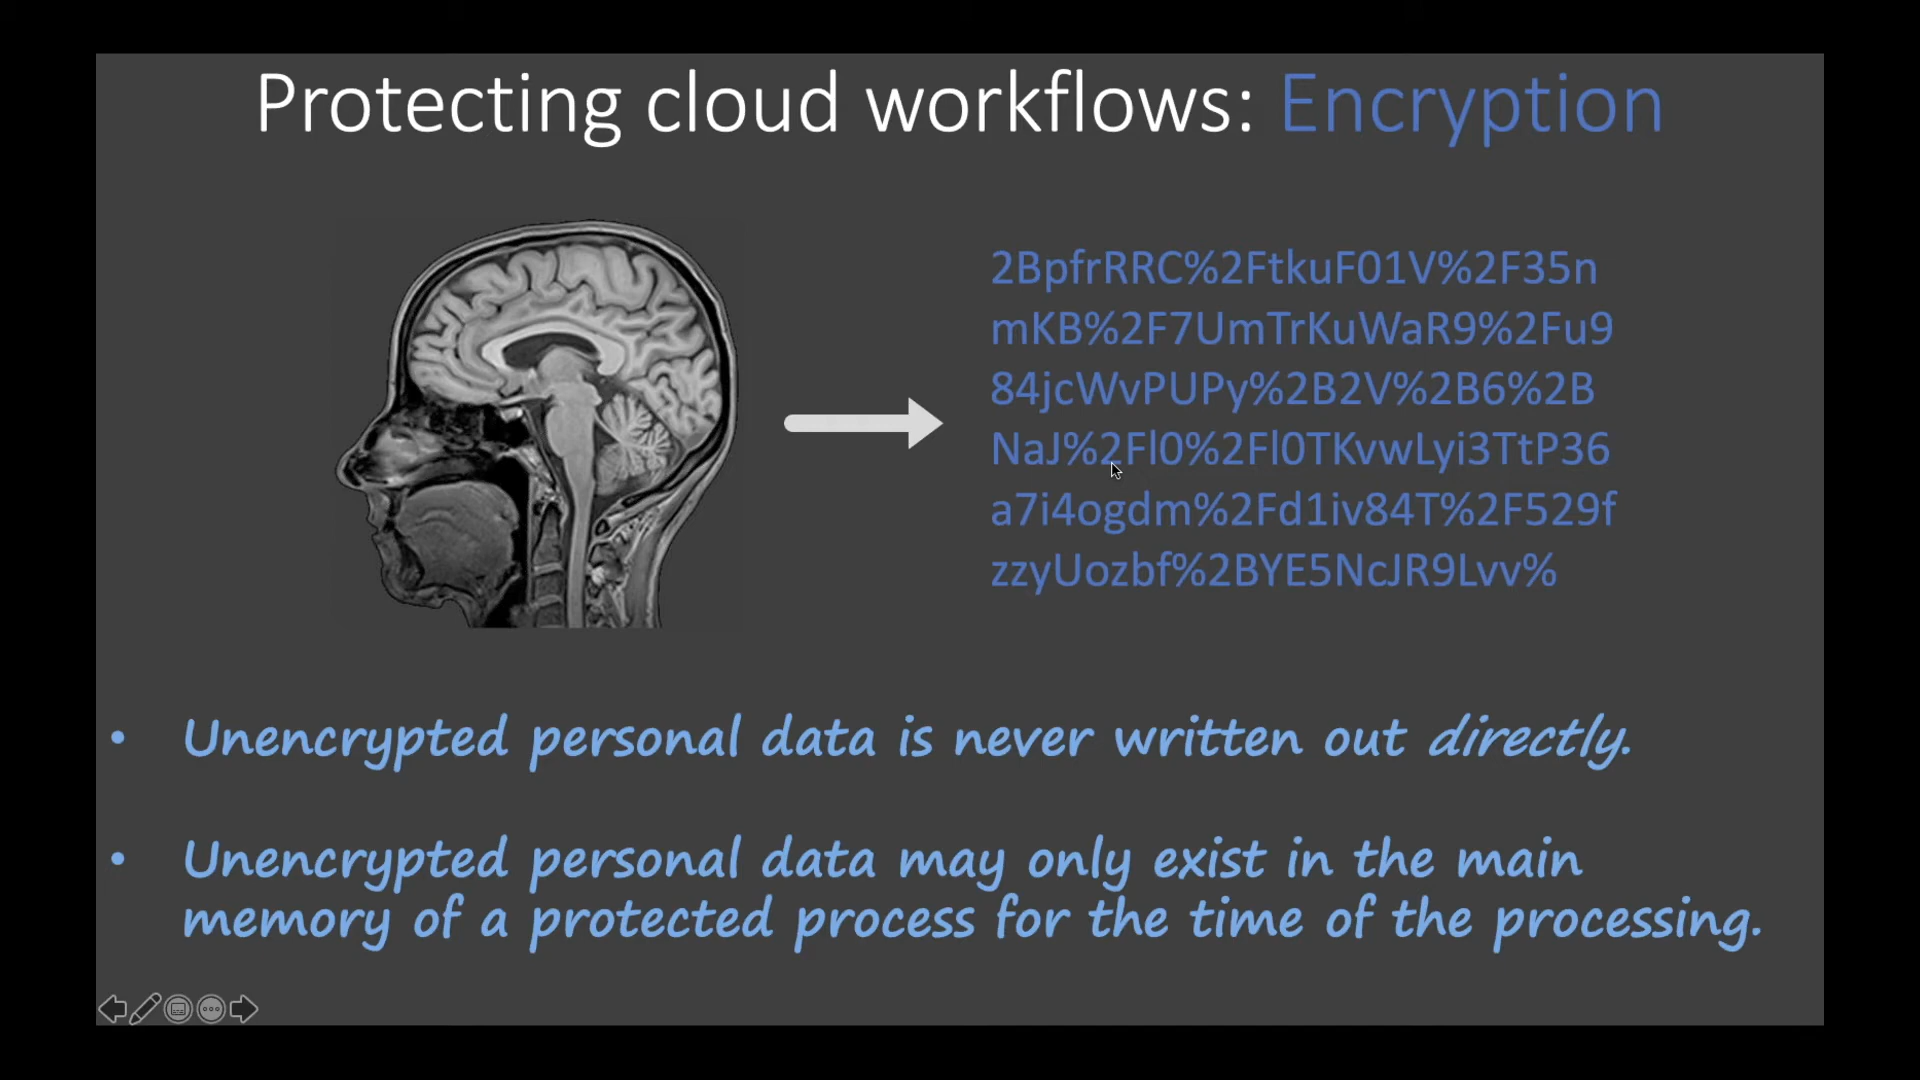 Protecting cloud workflows: Encryption
2BpfrRRC%2FtkuF01V%2F35n
mKB%2F7UmTrKuWaR9%2Fu9
84jcWvPUPy%2B2V%2B6%2B
NaJ%2Fl0%2Fl0TKvwLyi3TtP36
a7i4ogdm%2Fd1iv84T%2F529f
zzyUozbf%2BYE5NcJR9Lvv%
• Unencrypted personal data is never written out directly.
• Unencrypted personal data may only exist in the main
memory of a protected process for the time of the processing.